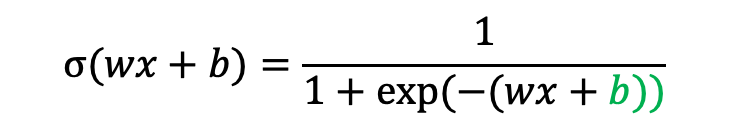 σ(wx + b) = 1 / 1 + exp(−(wx + b))